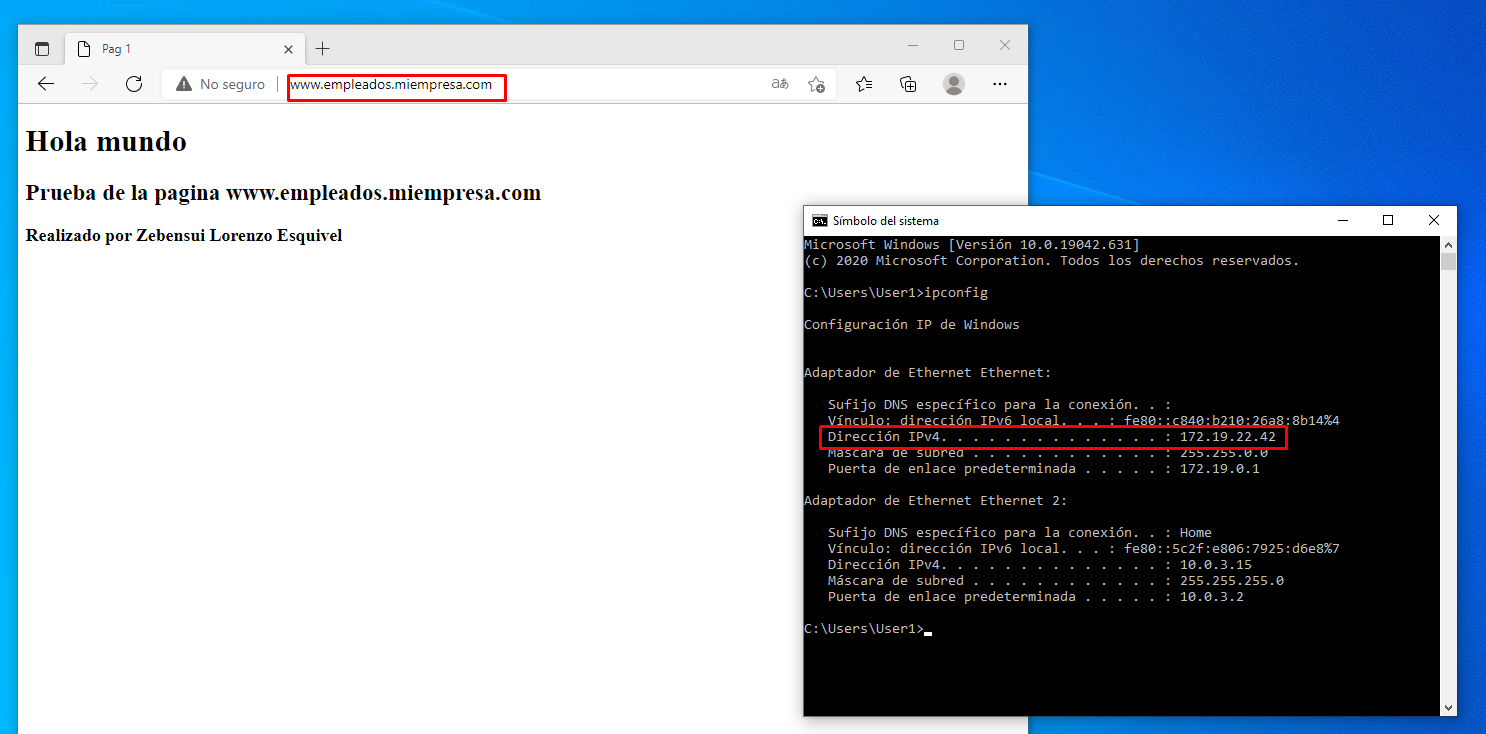 Pag 1
No seguro
www.empleados.miempresa.com
aあ
Hola mundo
Prueba de la pagina www.empleados.miempresa.com
Realizado por Zebensui Lorenzo Esquivel
Símbolo del sistema
Microsoft Windows [Versión 10.0.19042.631]
(c) 2020 Microsoft Corporation. Todos los derechos reservados.
C:\Users\User1>ipconfig
Configuración IP de Windows
Adaptador de Ethernet Ethernet:
Sufijo DNS específico para la conexión. . :
Vínculo: dirección IPv6 local. . . : fe80::c840:b210:26a8:8b14%4
Dirección IPv4. . . . . . . . . . . . . . : 172.19.22.42
Máscara de subred . . . . . . . . . . . . : 255.255.0.0
Puerta de enlace predeterminada . . . . . : 172.19.0.1
Adaptador de Ethernet Ethernet 2:
Sufijo DNS específico para la conexión. . : Home
Vínculo: dirección IPv6 local. . . : fe80::5c2f:e806:7925:d6e8%7
Dirección IPv4. . . . . . . . . . . . . . : 10.0.3.15
Máscara de subred . . . . . . . . . . . . : 255.255.255.0
Puerta de enlace predeterminada . . . . . : 10.0.3.2
C:\Users\User1>